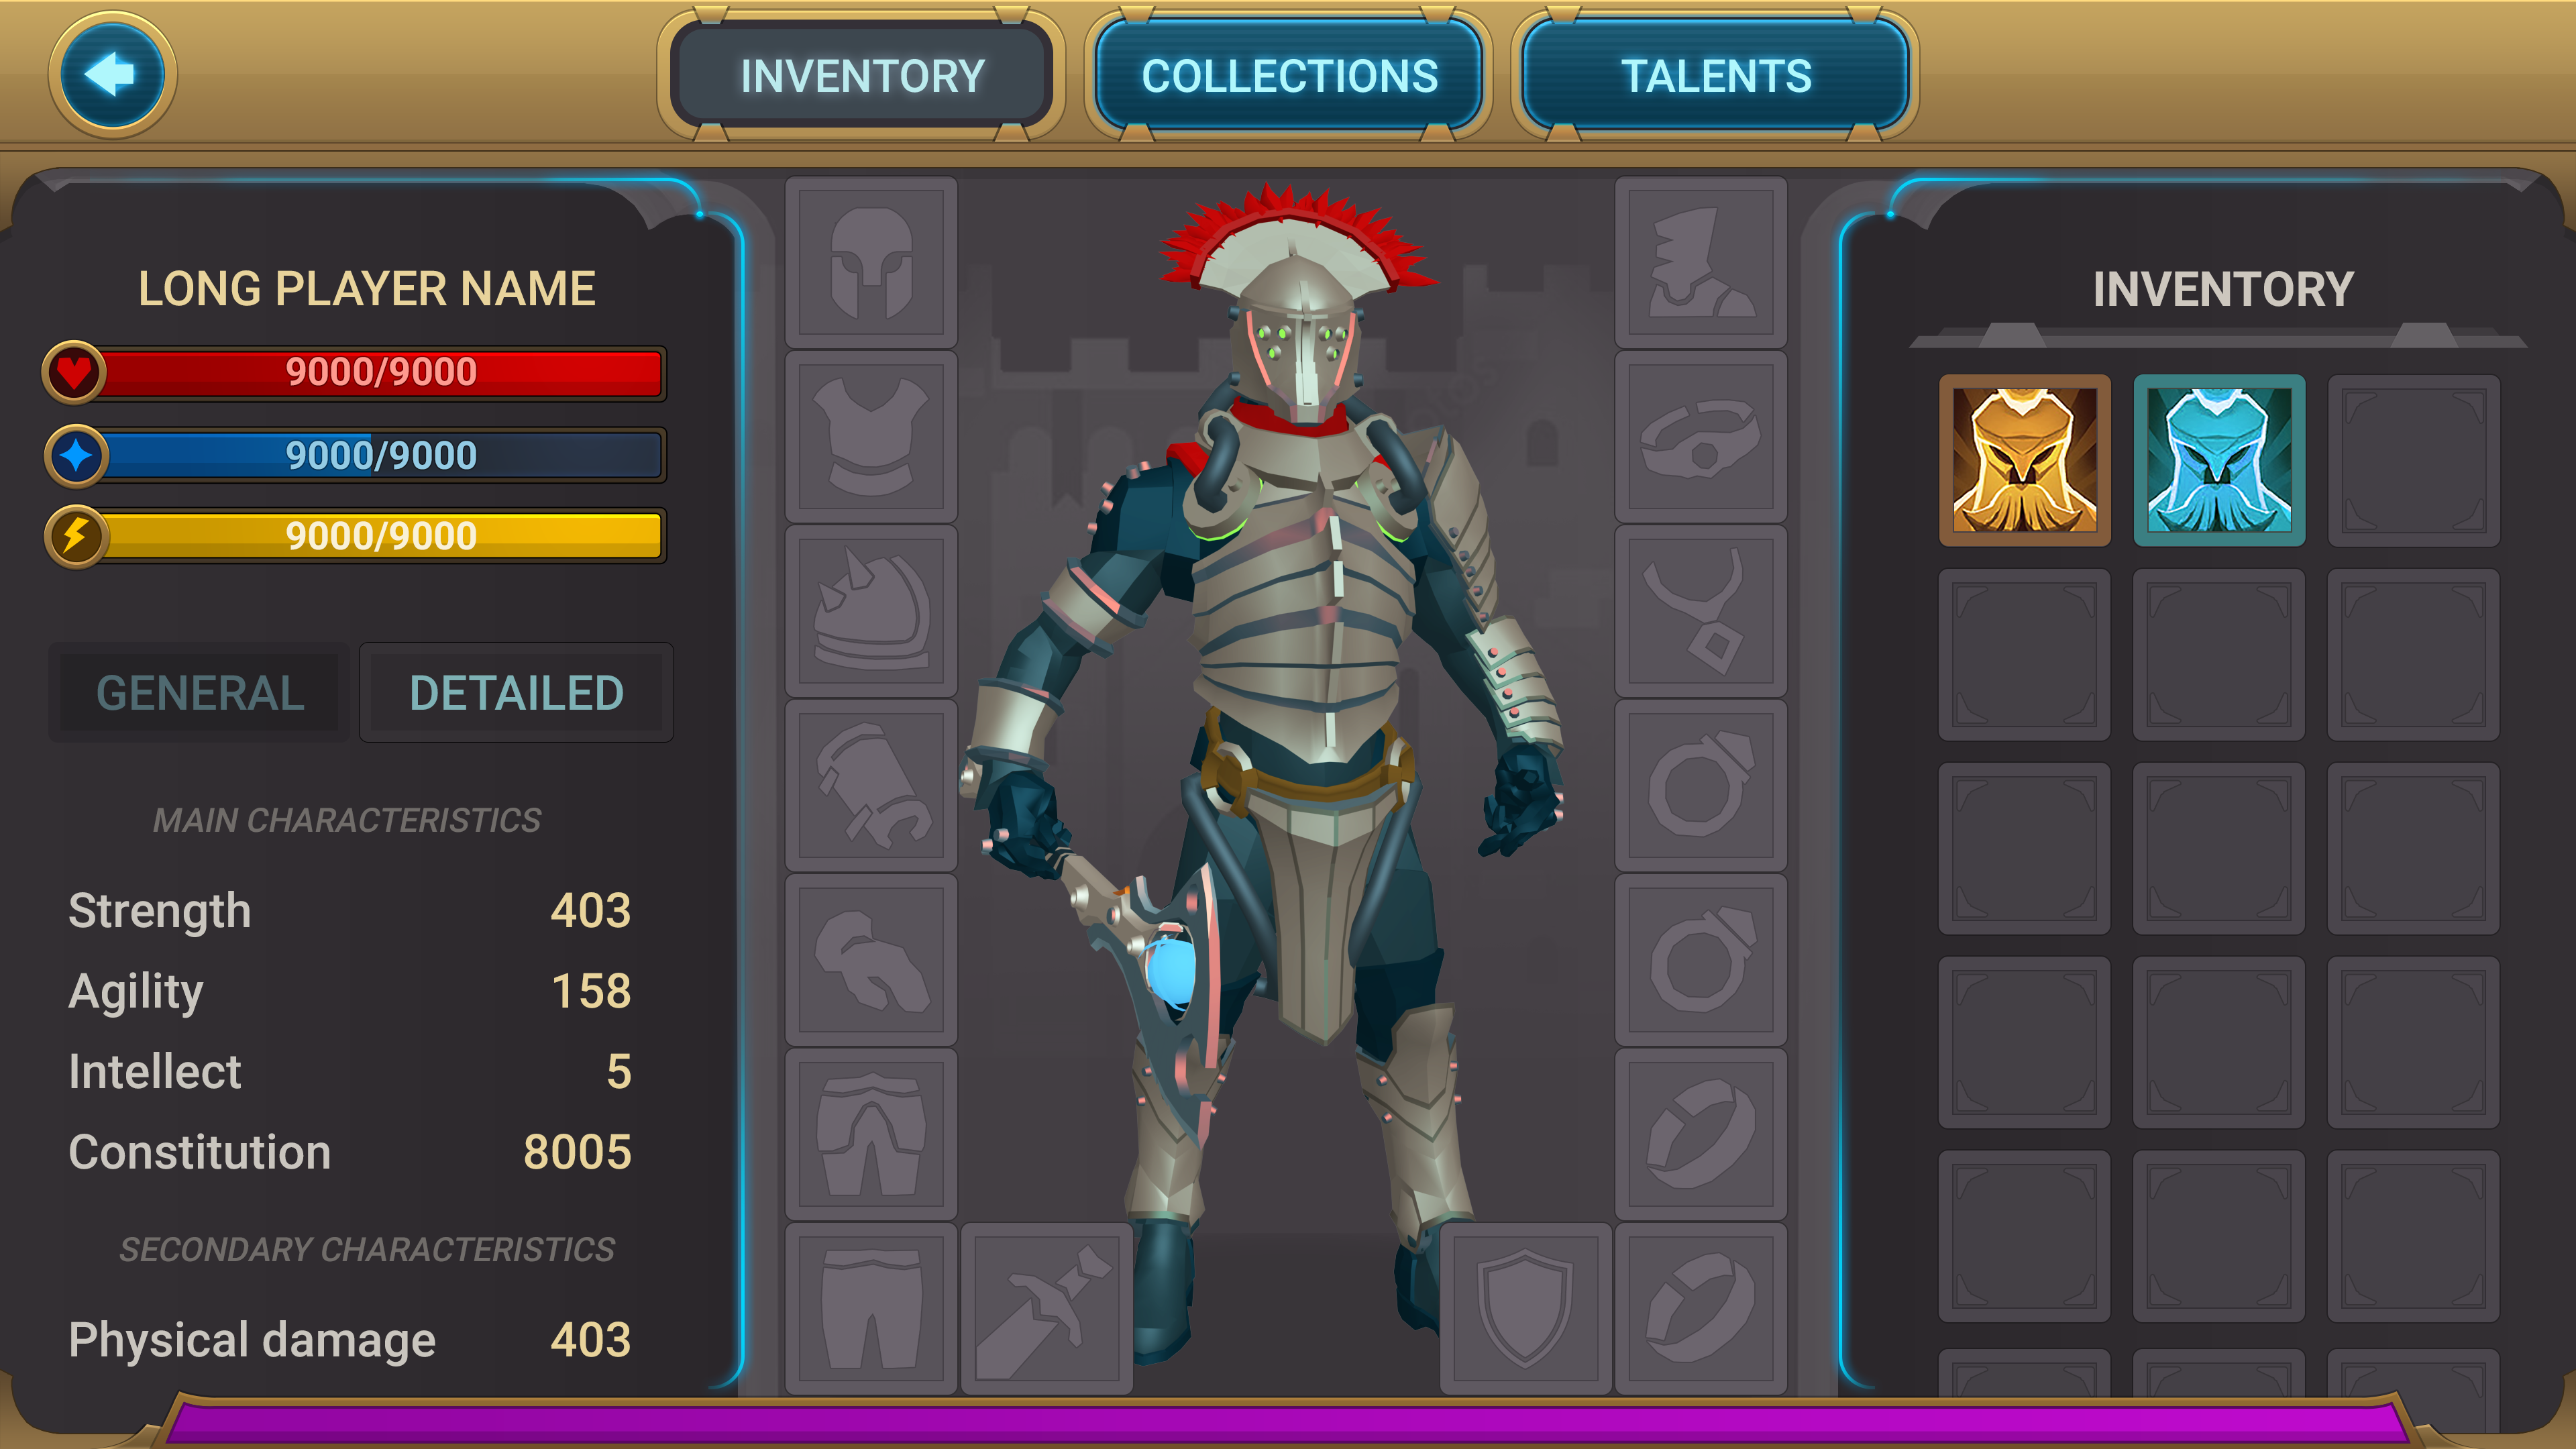 INVENTORY
COLLECTIONS
TALENTS
LONG PLAYER NAME
9000/9000
9000/9000
9000/9000
GENERAL
DETAILED
MAIN CHARACTERISTICS
Strength 403
Agility 158
Intellect 5
Constitution 8005
SECONDARY CHARACTERISTICS
Physical damage 403
INVENTORY